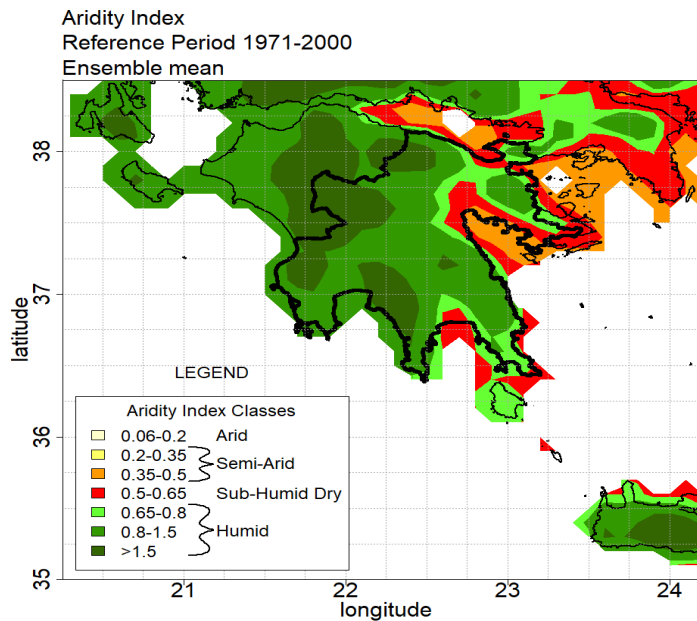 Aridity Index
Reference Period 1971-2000
Ensemble mean
38
37
36
35
latitude
LEGEND
Aridity Index Classes
0.06-0.2 Arid
0.2-0.35
Semi-Arid
0.35-0.5
0.5-0.65 Sub-Humid Dry
0.65-0.8
0.8-1.5 Humid
>1.5
21 22 23 24
longitude